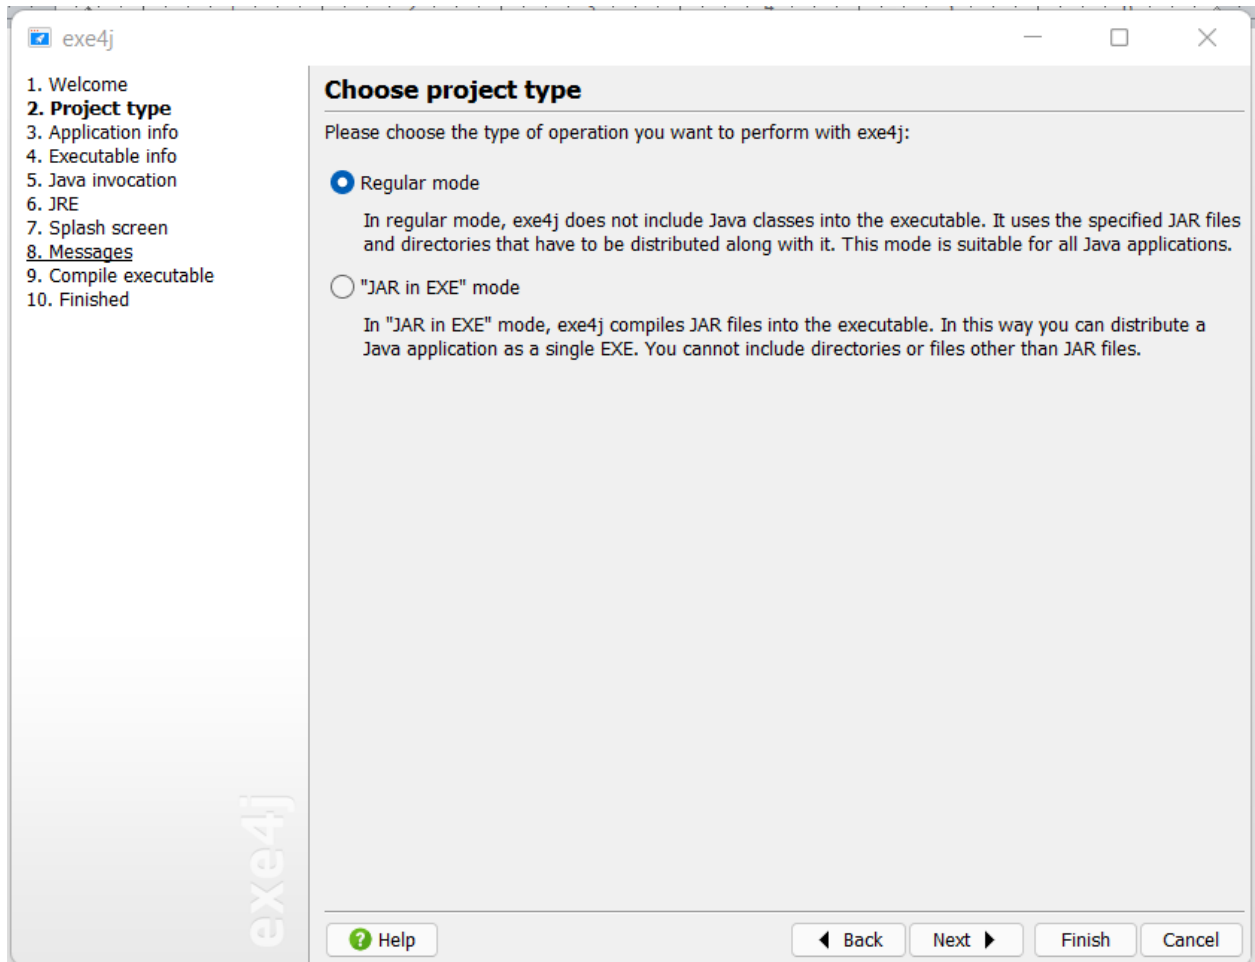 exe4j
1. Welcome
2. Project type
3. Application info
4. Executable info
5. Java invocation
6. JRE
7. Splash screen
8. Messages
9. Compile executable
10. Finished
exe4j
Choose project type
Please choose the type of operation you want to perform with exe4j:
Regular mode
In regular mode, exe4j does not include Java classes into the executable. It uses the specified JAR files
and directories that have to be distributed along with it. This mode is suitable for all Java applications.
"JAR in EXE" mode
In "JAR in EXE" mode, exe4j compiles JAR files into the executable. In this way you can distribute a
Java application as a single EXE. You cannot include directories or files other than JAR files.
Help
Back
Next
Finish
Cancel